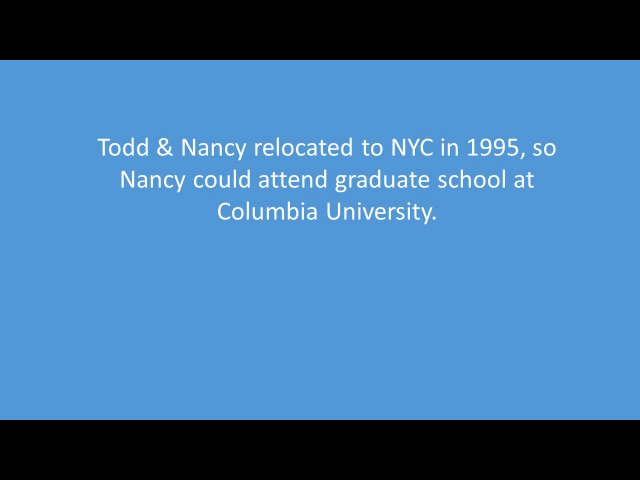 Todd & Nancy relocated to NYC in 1995, so
Nancy could attend graduate school at
Columbia University.